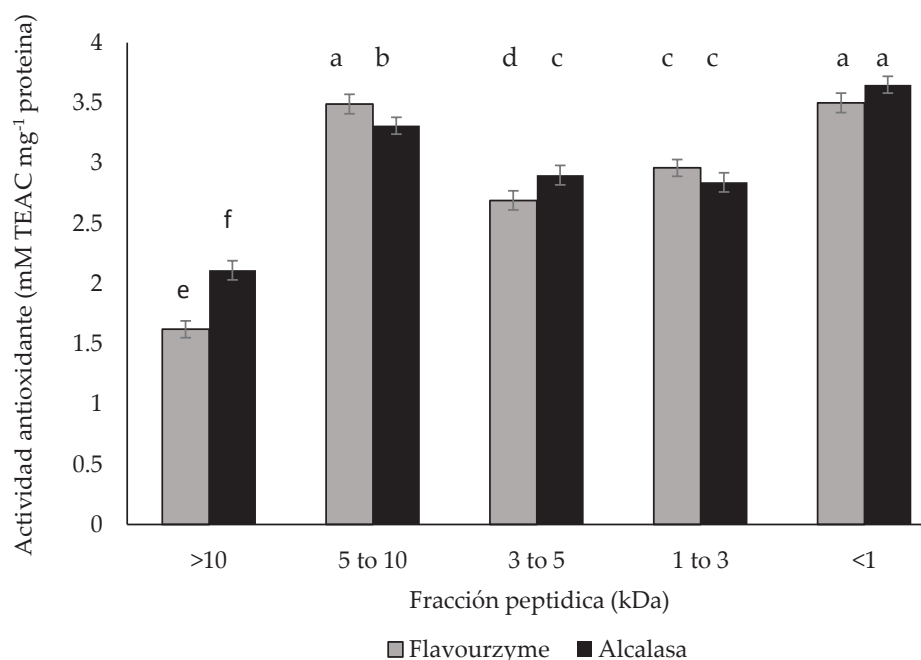 Actividad antioxidante (mM TEAC mg-1 proteina)
4
3.5
3
2.5
2
1.5
1
0.5
0
e f
a b
d c
c c
a a
>10 5 to 10 3 to 5 1 to 3 <1
Fracción peptidica (kDa)
Flavourzyme Alcalasa